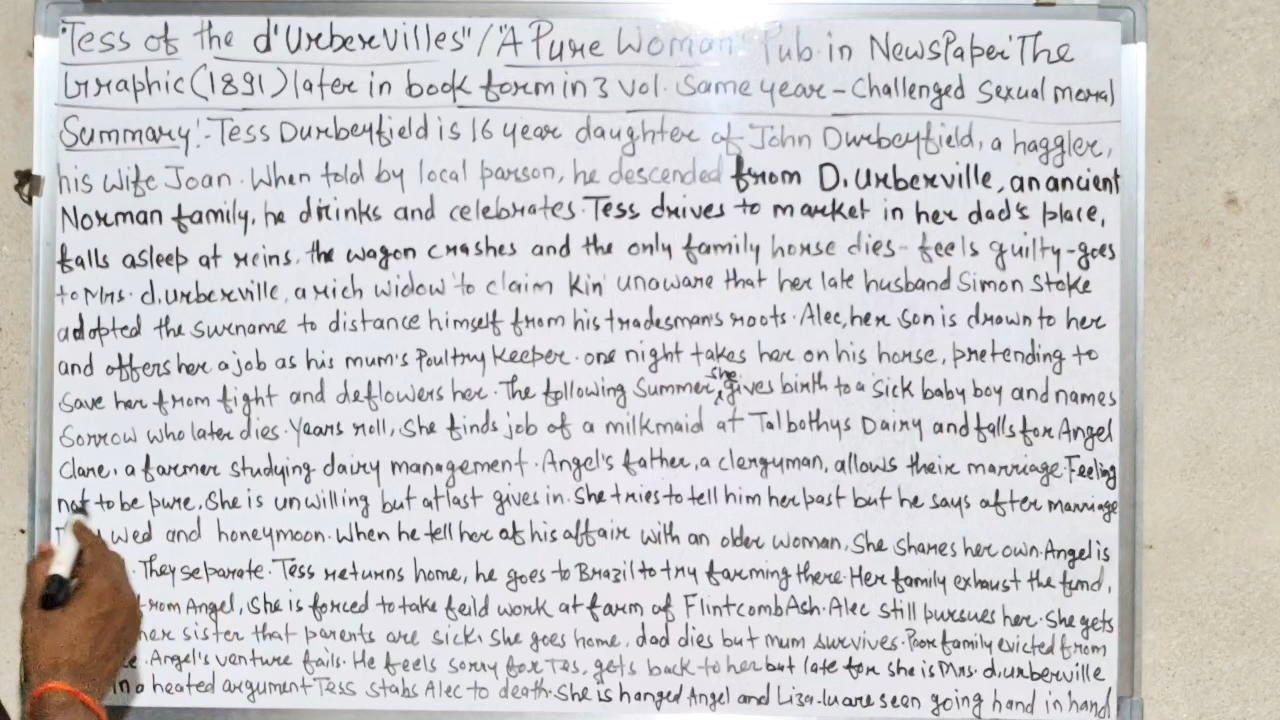 "Tess of the d'Urbervilles"/"A Pure Woman" Pub. in NewsPaper'The
Graphic(1891) later in book form in 3 vol. Same year - Challenged Sexual moral
Summary:- Tess Durbeyfield is 16 year daughter of John Durbeyfield, a haggler,
his wife Joan. When told by local parson, he descended from D.Urberville, an ancient
Norman family, he drinks and celebrates. Tess drives to market in her dad's place,
falls asleep at reins. the wagon crashes and the only family horse dies - feels guilty - goes
to Mrs. d.urberville, a rich widow to 'claim kin' unaware that her late husband Simon Stoke
adopted the surname to distance himself from his tradesman's roots. Alec, her son is drawn to her
and offers her a job as his mum's Poultry Keeper. one night takes her on his horse, pretending to
save her from fight and deflowers her. The following Summer, she gives birth to a sick baby boy and names
Sorrow who later dies. Years roll, She finds job of a milkmaid at Talbothys Dairy and falls for Angel
Clare, a farmer studying dairy management. Angel's father, a clergyman, allows their marriage. Feeling
not to be pure, She is unwilling but at last gives in. She tries to tell him her past but he says after marriage
wed and honeymoon. When he tell her of his affair with an older woman, She shares her own. Angel is
. They separate. Tess returns home, he goes to Brazil to try farming there. Her family exhaust the fund,
from Angel, She is forced to take feild work at farm of Flintcomb Ash. Alec still pursues her. She gets
her sister that parents are sick. She goes home, dad dies but mum survives. Poor family evicted from
. Angel's venture fails. He feels sorry for Tes, gets back to her but late for she is Mrs. d.urberville
in a heated argument Tess stabs Alec to death. She is hanged Angel and Liza-lu are seen going hand in hand